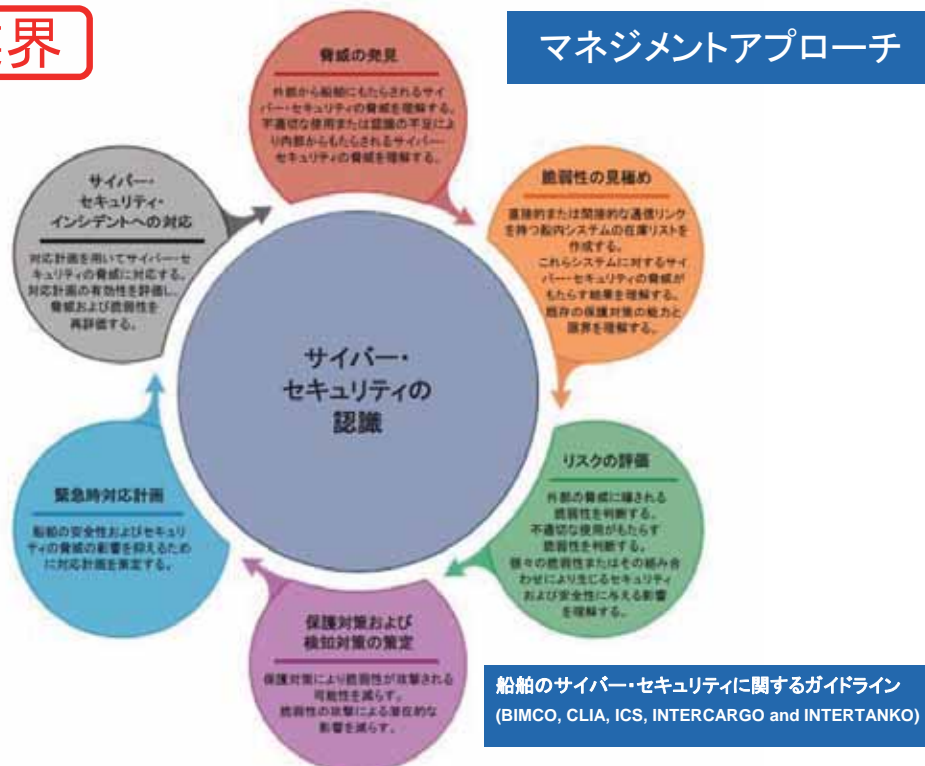 界
マネジメントアプローチ
脅威の発見
外部から船舶にもたらされるサイ
バー・セキュリティの脅威を理解する。
不適切な使用または認識の不足によ
り内部からもたらされるサイバー・
セキュリティの脅威を理解する。
脆弱性の見極め
直接的または間接的な通信リンク
を持つ船内システムの在庫リストを
作成する。
これらシステムに対するサイ
バー・セキュリティの脅威が
もたらす結果を理解する。
既存の保護対策の能力と
限界を理解する。
リスクの評価
外部の脅威に曝される
脆弱性を判断する。
不適切な使用がもたらす
脆弱性を判断する。
様々の脆弱性またはその組み合
わせにより生じるセキュリティ
および安全性に与える影響
を理解する。
保護対策および
検知対策の策定
保護対策により脆弱性が攻撃される
可能性を減らす。
脆弱性の攻撃による潜在的な
影響を減らす。
緊急時対応計画
船舶の安全性およびセキュリ
ティの脅威の影響を抑えるため
に対応計画を策定する。
サイバー・
セキュリティ・
インシデントへの対応
対応計画を用いてサイバー・セ
キュリティの脅威に対応する。
対応計画の有効性を評価し、
脅威および脆弱性を
再評価する。
サイバー・
セキュリティの
認識
船舶のサイバー・セキュリティに関するガイドライン
(BIMCO, CLIA, ICS, INTERCARGO and INTERTANKO)